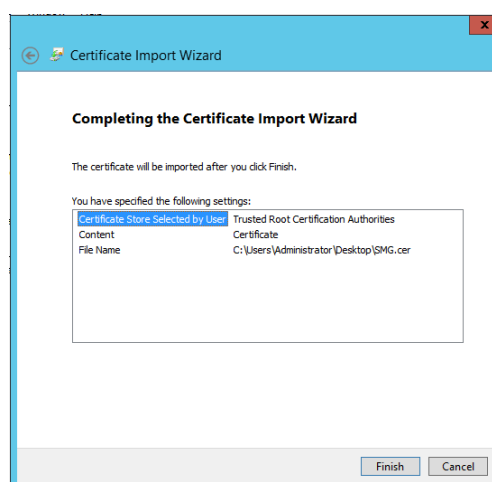 x
Certificate Import Wizard
Completing the Certificate Import Wizard
The certificate will be imported after you click Finish.
You have specified the following settings:
Certificate Store Selected by User Trusted Root Certification Authorities
Content Certificate
File Name C:\Users\Administrator\Desktop\SMG.cer
Finish Cancel